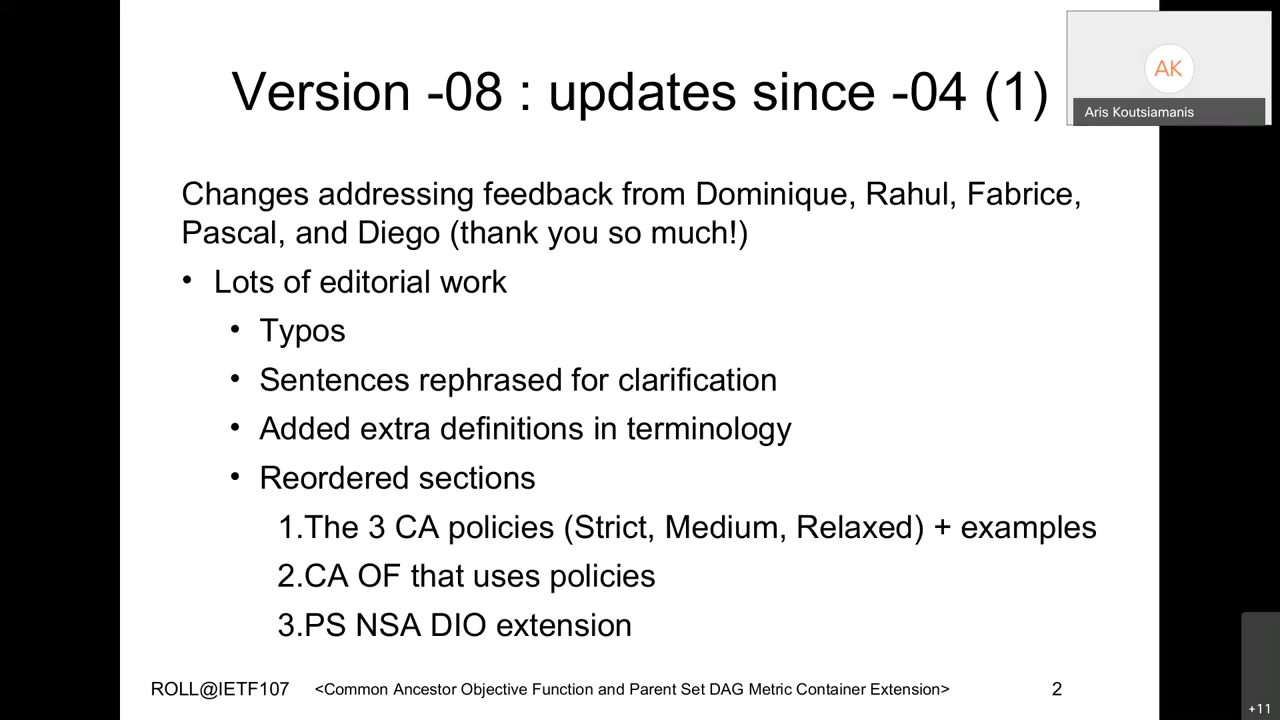 Version -08 : updates since -04 (1)
AK
Aris Koutsiamanis
Changes addressing feedback from Dominique, Rahul, Fabrice,
Pascal, and Diego (thank you so much!)
• Lots of editorial work
• Typos
• Sentences rephrased for clarification
• Added extra definitions in terminology
• Reordered sections
1.The 3 CA policies (Strict, Medium, Relaxed) + examples
2.CA OF that uses policies
3.PS NSA DIO extension
ROLL@IETF107 <Common Ancestor Objective Function and Parent Set DAG Metric Container Extension> 2
+11